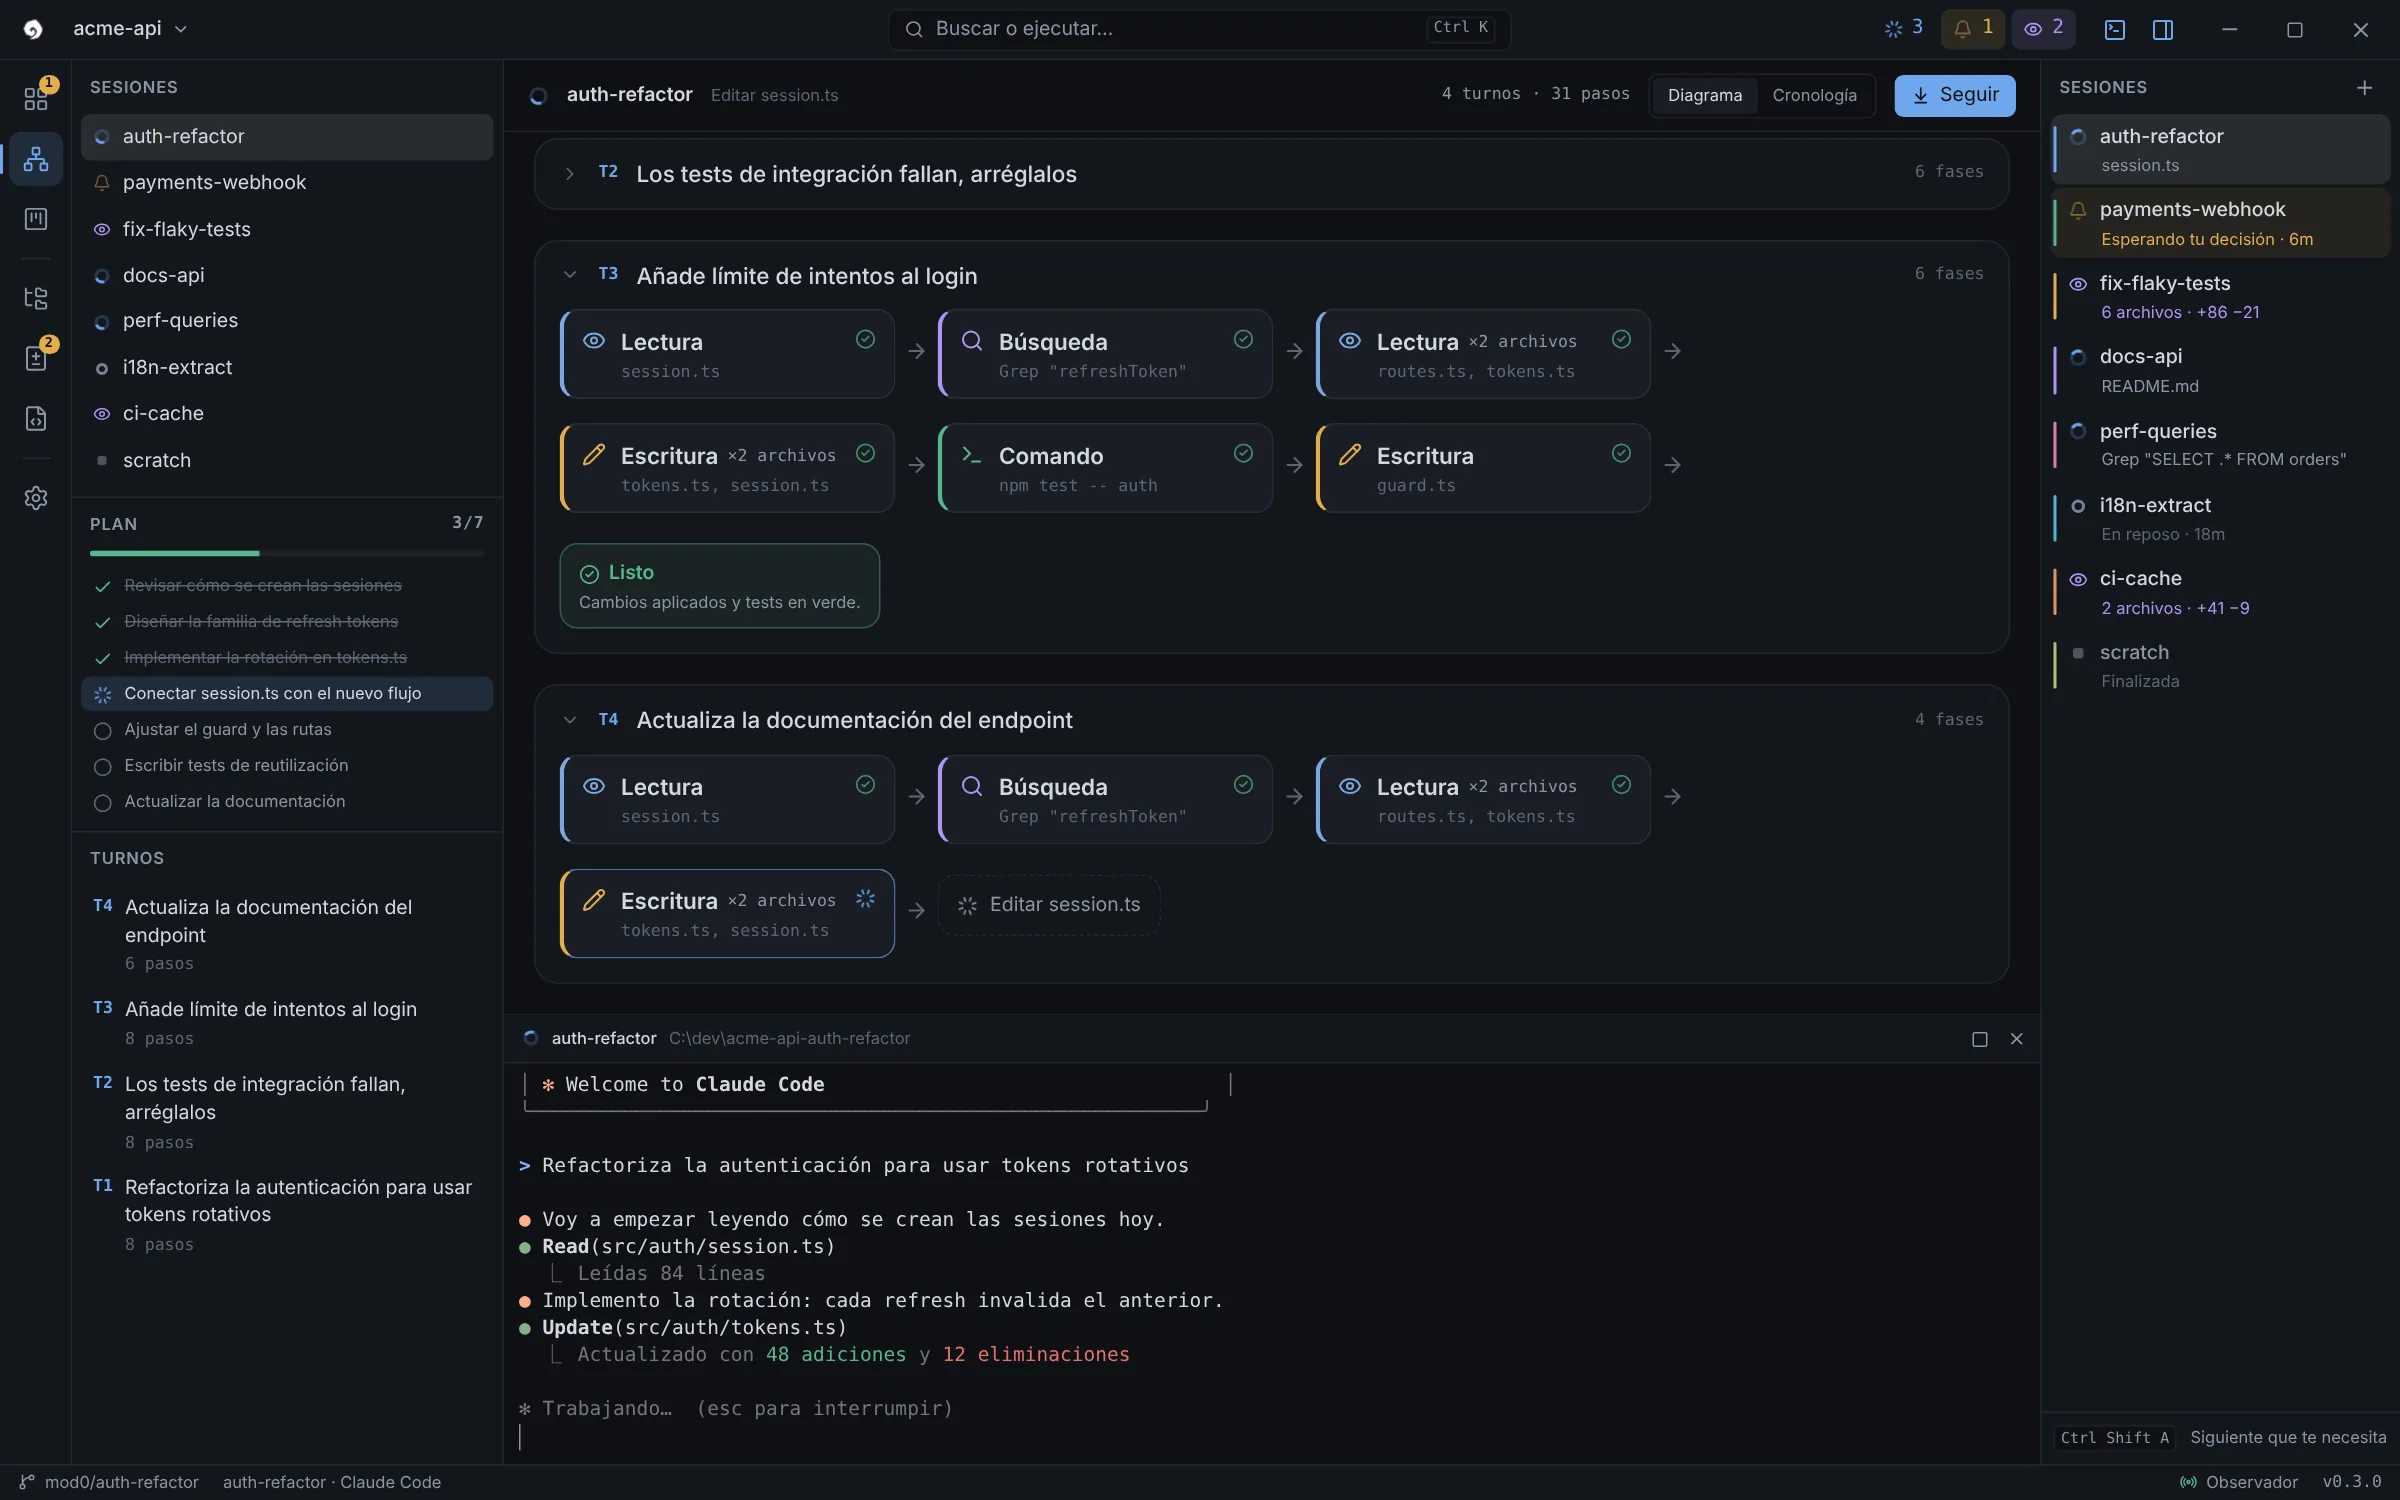 acme-api
Buscar o ejecutar...
Ctrl K
3
1
2
1
2
SESIONES
auth-refactor
payments-webhook
fix-flaky-tests
docs-api
perf-queries
i18n-extract
ci-cache
scratch
PLAN
3/7
Revisar cómo se crean las sesiones
Diseñar la familia de refresh tokens
Implementar la rotación en tokens.ts
Conectar session.ts con el nuevo flujo
Ajustar el guard y las rutas
Escribir tests de reutilización
Actualizar la documentación
TURNOS
T4 Actualiza la documentación del
endpoint
6 pasos
T3 Añade límite de intentos al login
8 pasos
T2 Los tests de integración fallan,
arréglalos
8 pasos
T1 Refactoriza la autenticación para usar
tokens rotativos
8 pasos
auth-refactor Editar session.ts
4 turnos · 31 pasos
Diagrama
Cronología
Seguir
T2 Los tests de integración fallan, arréglalos
6 fases
T3 Añade límite de intentos al login
6 fases
Lectura
session.ts
Búsqueda
Grep "refreshToken"
Lectura ×2 archivos
routes.ts, tokens.ts
Escritura ×2 archivos
tokens.ts, session.ts
Comando
npm test -- auth
Escritura
guard.ts
Listo
Cambios aplicados y tests en verde.
T4 Actualiza la documentación del endpoint
4 fases
Lectura
session.ts
Búsqueda
Grep "refreshToken"
Lectura ×2 archivos
routes.ts, tokens.ts
Escritura ×2 archivos
tokens.ts, session.ts
Editar session.ts
auth-refactor C:\dev\acme-api-auth-refactor
✻ Welcome to Claude Code
> Refactoriza la autenticación para usar tokens rotativos
● Voy a empezar leyendo cómo se crean las sesiones hoy.
● Read(src/auth/session.ts)
⎿ Leídas 84 líneas
● Implemento la rotación: cada refresh invalida el anterior.
● Update(src/auth/tokens.ts)
⎿ Actualizado con 48 adiciones y 12 eliminaciones
✻ Trabajando… (esc para interrumpir)
SESIONES
auth-refactor
session.ts
payments-webhook
Esperando tu decisión · 6m
fix-flaky-tests
6 archivos · +86 −21
docs-api
README.md
perf-queries
Grep "SELECT .* FROM orders"
i18n-extract
En reposo · 18m
ci-cache
2 archivos · +41 −9
scratch
Finalizada
Ctrl Shift A Siguiente que te necesita
mod0/auth-refactor
auth-refactor · Claude Code
Observador
v0.3.0